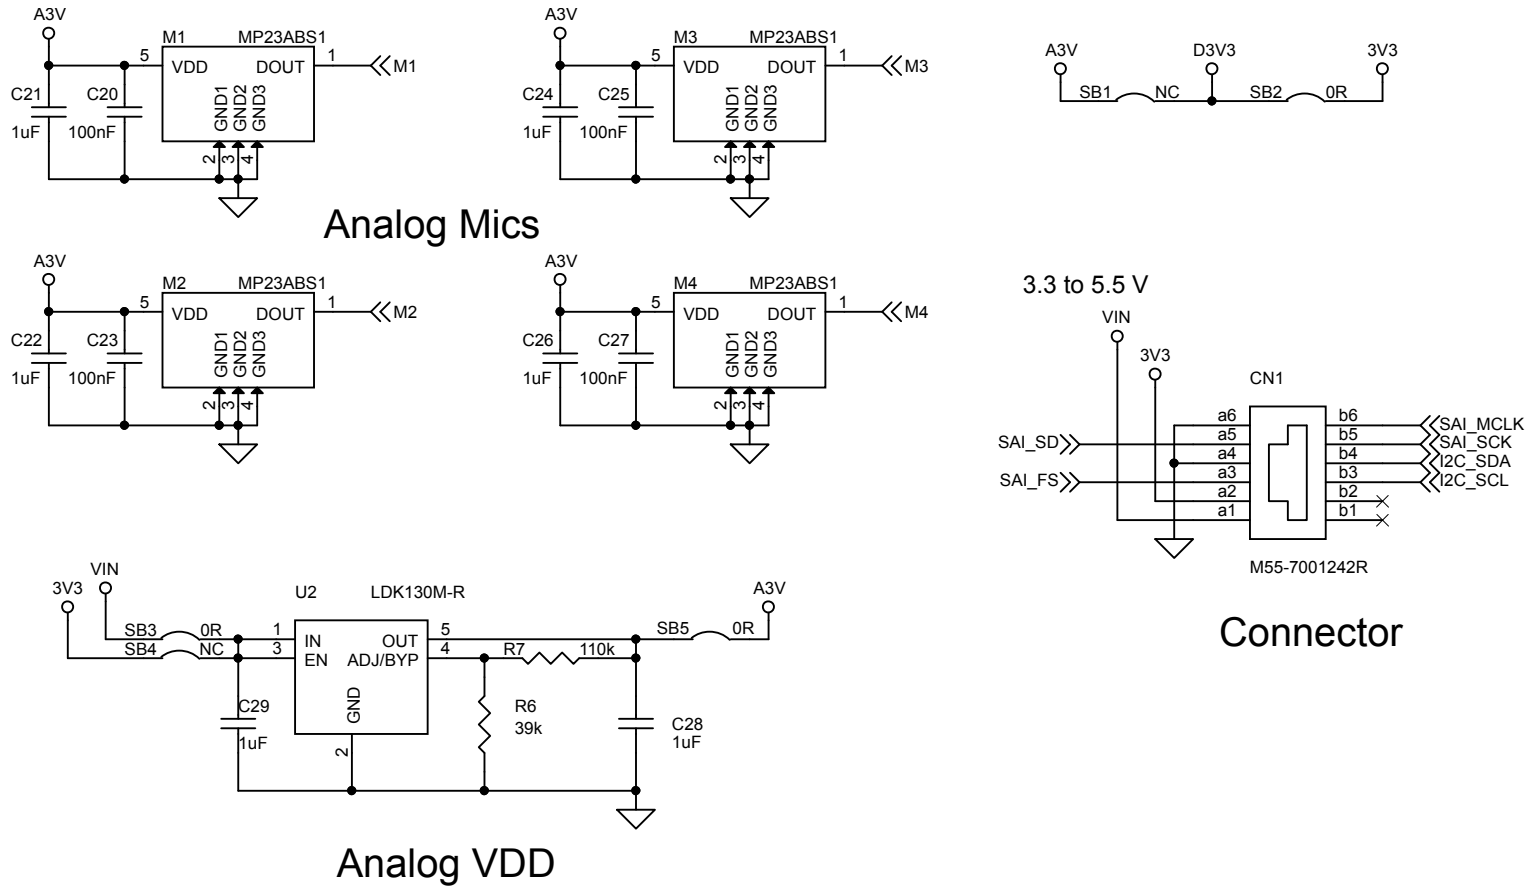 A3V
M1 MP23ABS1
5 VDD DOUT 1 M1
C21 C20
1uF 100nF
GND1 GND2 GND3
2 3 4
A3V
M3 MP23ABS1
5 VDD DOUT 1 M3
C24 C25
1uF 100nF
GND1 GND2 GND3
2 3 4
A3V D3V3 3V3
SB1 NC SB2 0R
Analog Mics
A3V
M2 MP23ABS1
5 VDD DOUT 1 M2
C22 C23
1uF 100nF
GND1 GND2 GND3
2 3 4
A3V
M4 MP23ABS1
5 VDD DOUT 1 M4
C26 C27
1uF 100nF
GND1 GND2 GND3
2 3 4
3.3 to 5.5 V
VIN
3V3
CN1
a6 b6 SAI_MCLK
SAI_SD a5 b5 SAI_SCK
a4 b4 I2C_SDA
SAI_FS a3 b3 I2C_SCL
a2 b2
a1 b1
M55-7001242R
Connector
VIN
3V3
U2 LDK130M-R
A3V
SB3 0R 1 IN OUT 5 SB5 0R
SB4 NC 3 EN ADJ/BYP 4 R7 110k
GND
2
C29
1uF
R6
39k
C28
1uF
Analog VDD